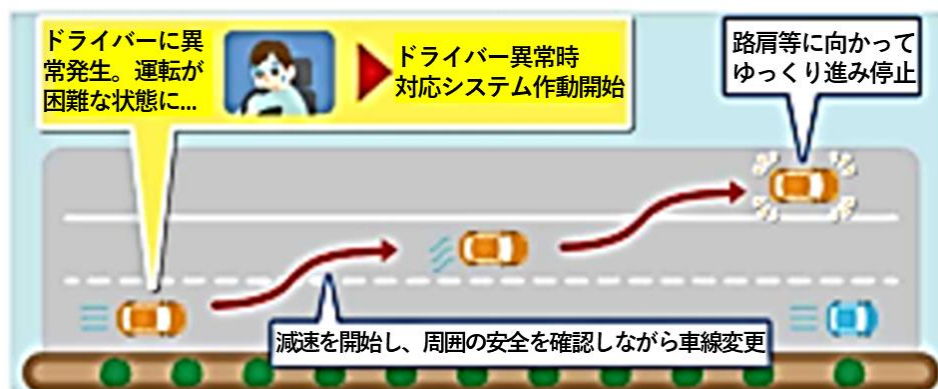 ドライバーに異
常発生。運転が
困難な状態に...
ドライバー異常時
対応システム作動開始
路肩等に向かって
ゆっくり進み停止
減速を開始し、周囲の安全を確認しながら車線変更